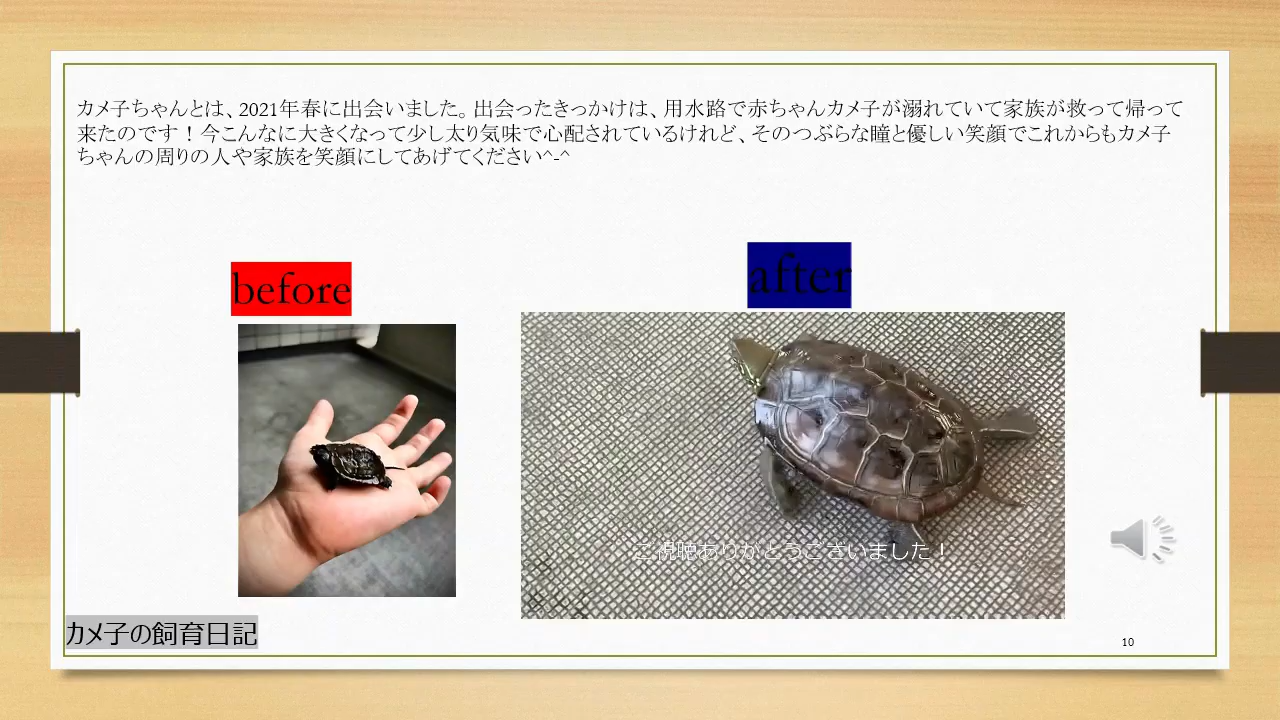 カメ子ちゃんとは、2021年春に出会いました。出会ったきっかけは、用水路で赤ちゃんカメ子が溺れていて家族が救って帰って
来たのです！今こんなに大きくなって少し太り気味で心配されているけれど、そのつぶらな瞳と優しい笑顔でこれからもカメ子
ちゃんの周りの人や家族を笑顔にしてあげてください^-^
before
after
ご視聴ありがとうございました！
カメ子の飼育日記
10